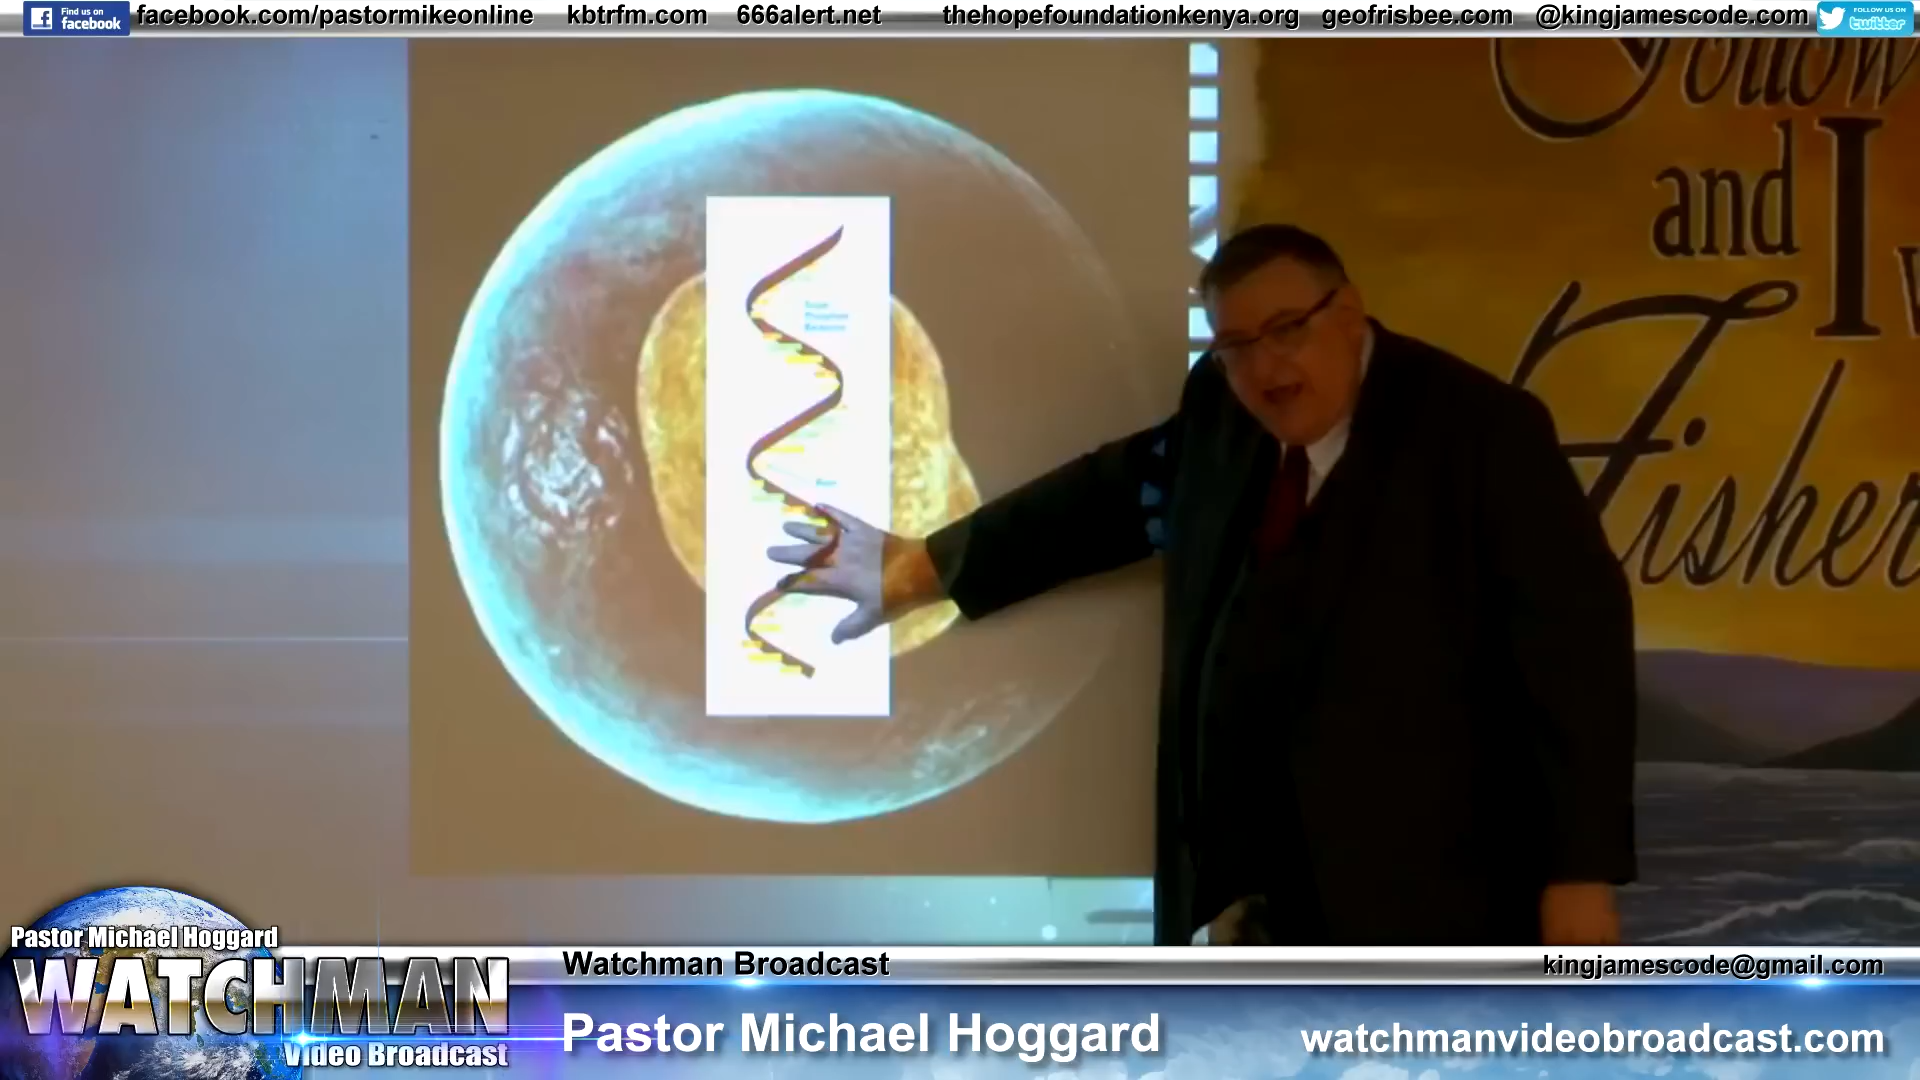 Find us on
facebook
facebook.com/pastormikeonline kbtrfm.com 666alert.net thehopefoundationkenya.org geofrisbee.com @kingjamescode.com
FOLLOW US ON
twitter
Follow
and I
Fisher
Pastor Michael Hoggard
WATCHMAN
Video Broadcast
Watchman Broadcast
kingjamescode@gmail.com
Pastor Michael Hoggard
watchmanvideobroadcast.com